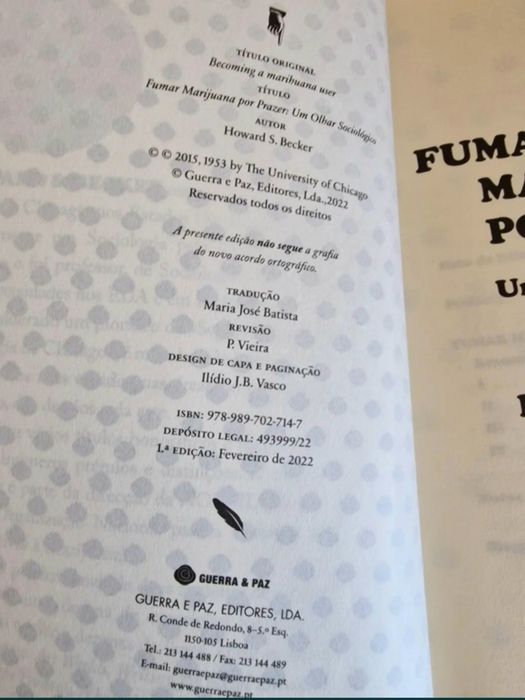 TÍTULO ORIGINAL
Becoming a marihuana user
TÍTULO
Fumar Marijuana por Prazer: Um Olhar Sociológico
AUTOR
Howard S. Becker
© © 2015, 1953 by The University of Chicago
© Guerra e Paz, Editores, Lda.,2022
Reservados todos os direitos
A presente edição não segue a grafia
do novo acordo ortográfico.
TRADUÇÃO
Maria José Batista
REVISÃO
P. Vieira
DESIGN DE CAPA E PAGINAÇÃO
Ilídio J.B. Vasco
ISBN: 978-989-702-714-7
DEPÓSITO LEGAL: 493999/22
1.ª EDIÇÃO: Fevereiro de 2022
GUERRA & PAZ
GUERRA E PAZ, EDITORES, LDA.
R. Conde de Redondo, 8–5.º Esq.
1150-105 Lisboa
Tel.: 213 144 488 / Fax: 213 144 489
E-mail: guerraepaz@guerraepaz.pt
www.guerraepaz.pt
FUMA
MA
PO
U